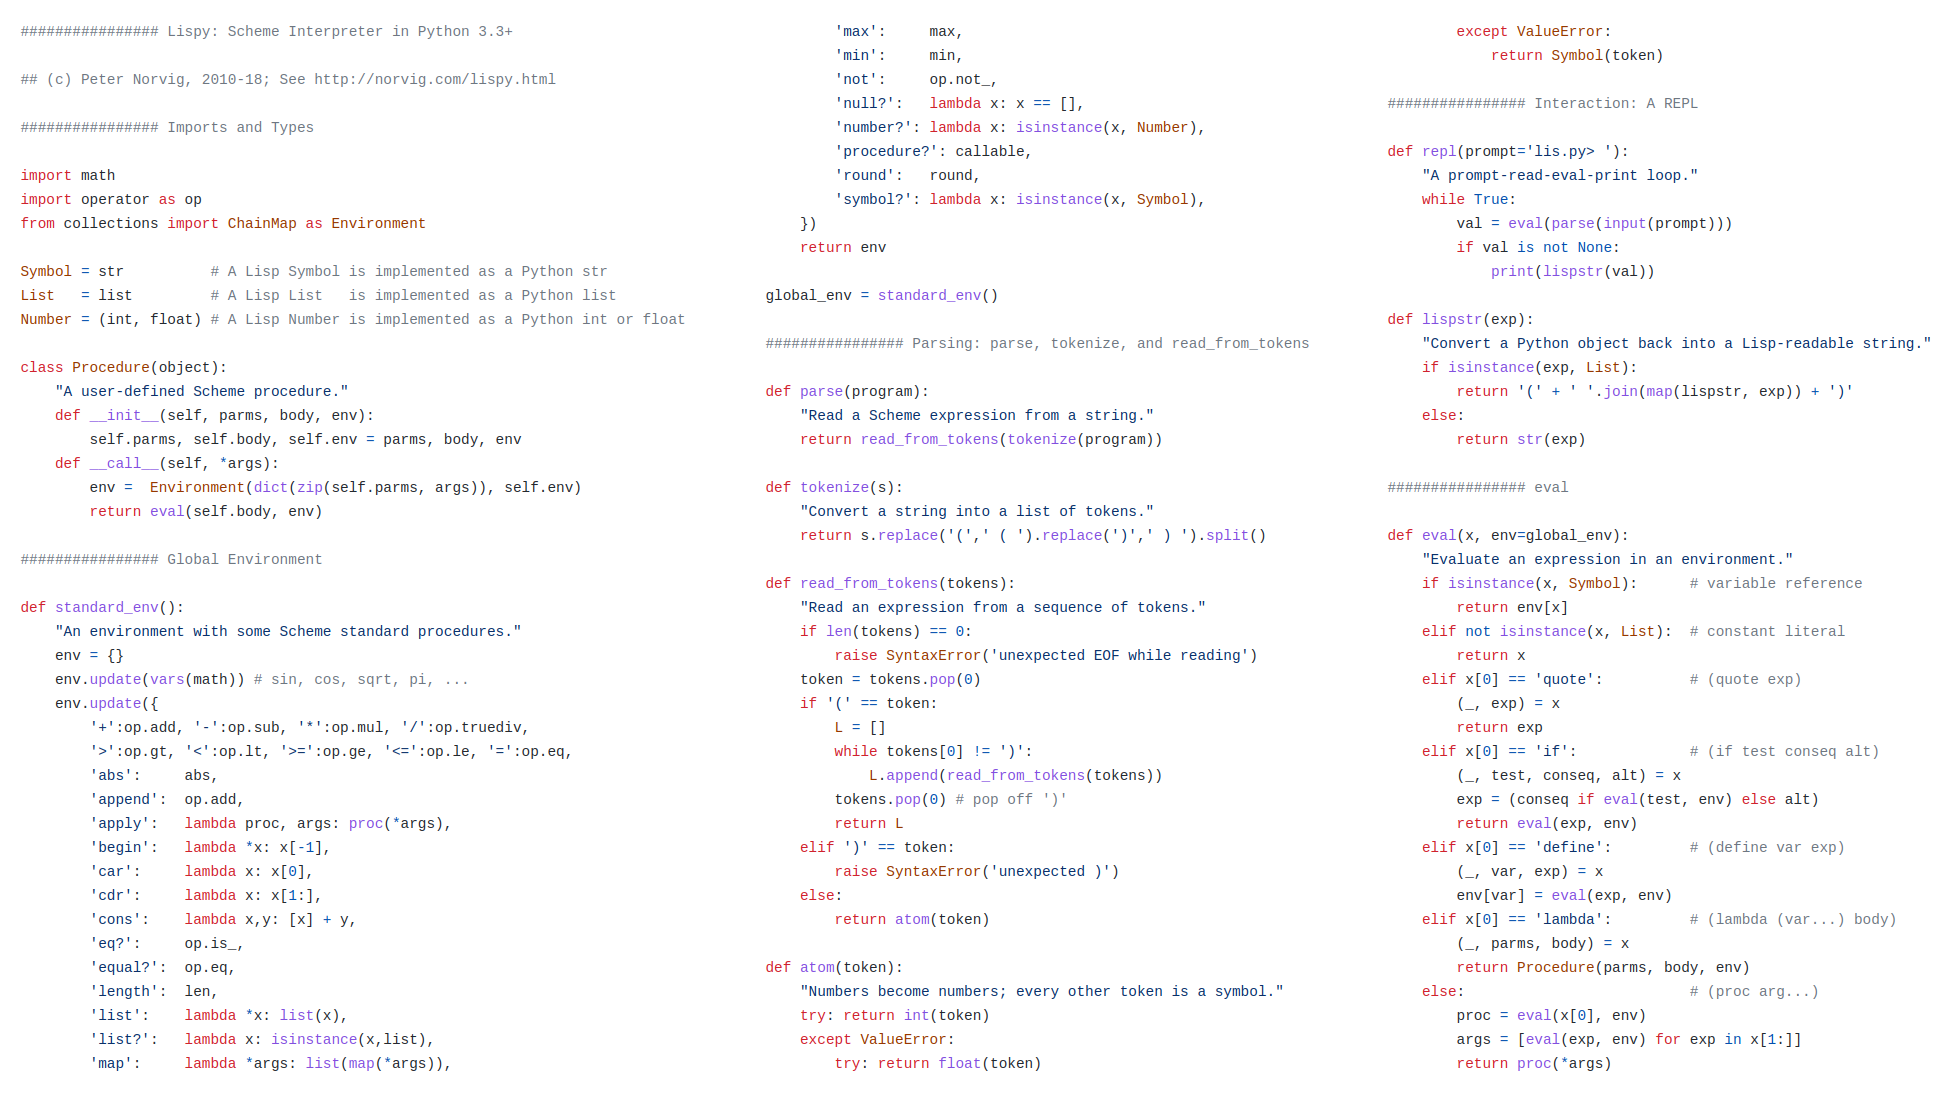 ################ Lispy: Scheme Interpreter in Python 3.3+

## (c) Peter Norvig, 2010-18; See http://norvig.com/lispy.html

################ Imports and Types

import math
import operator as op
from collections import ChainMap as Environment

Symbol = str          # A Lisp Symbol is implemented as a Python str
List   = list         # A Lisp List   is implemented as a Python list
Number = (int, float) # A Lisp Number is implemented as a Python int or float

class Procedure(object):
    "A user-defined Scheme procedure."
    def __init__(self, parms, body, env):
        self.parms, self.body, self.env = parms, body, env
    def __call__(self, *args):
        env =  Environment(dict(zip(self.parms, args)), self.env)
        return eval(self.body, env)

################ Global Environment

def standard_env():
    "An environment with some Scheme standard procedures."
    env = {}
    env.update(vars(math)) # sin, cos, sqrt, pi, ...
    env.update({
        '+':op.add, '-':op.sub, '*':op.mul, '/':op.truediv,
        '>':op.gt, '<':op.lt, '>=':op.ge, '<=':op.le, '=':op.eq,
        'abs':     abs,
        'append':  op.add,
        'apply':   lambda proc, args: proc(*args),
        'begin':   lambda *x: x[-1],
        'car':     lambda x: x[0],
        'cdr':     lambda x: x[1:],
        'cons':    lambda x,y: [x] + y,
        'eq?':     op.is_,
        'equal?':  op.eq,
        'length':  len,
        'list':    lambda *x: list(x),
        'list?':   lambda x: isinstance(x,list),
        'map':     lambda *args: list(map(*args)),
        'max':     max,
        'min':     min,
        'not':     op.not_,
        'null?':   lambda x: x == [],
        'number?': lambda x: isinstance(x, Number),
        'procedure?': callable,
        'round':   round,
        'symbol?': lambda x: isinstance(x, Symbol),
    })
    return env

global_env = standard_env()

################ Parsing: parse, tokenize, and read_from_tokens

def parse(program):
    "Read a Scheme expression from a string."
    return read_from_tokens(tokenize(program))

def tokenize(s):
    "Convert a string into a list of tokens."
    return s.replace('(',' ( ').replace(')',' ) ').split()

def read_from_tokens(tokens):
    "Read an expression from a sequence of tokens."
    if len(tokens) == 0:
        raise SyntaxError('unexpected EOF while reading')
    token = tokens.pop(0)
    if '(' == token:
        L = []
        while tokens[0] != ')':
            L.append(read_from_tokens(tokens))
        tokens.pop(0) # pop off ')'
        return L
    elif ')' == token:
        raise SyntaxError('unexpected )')
    else:
        return atom(token)

def atom(token):
    "Numbers become numbers; every other token is a symbol."
    try: return int(token)
    except ValueError:
        try: return float(token)
        except ValueError:
            return Symbol(token)

################ Interaction: A REPL

def repl(prompt='lis.py> '):
    "A prompt-read-eval-print loop."
    while True:
        val = eval(parse(input(prompt)))
        if val is not None:
            print(lispstr(val))

def lispstr(exp):
    "Convert a Python object back into a Lisp-readable string."
    if isinstance(exp, List):
        return '(' + ' '.join(map(lispstr, exp)) + ')'
    else:
        return str(exp)

################ eval

def eval(x, env=global_env):
    "Evaluate an expression in an environment."
    if isinstance(x, Symbol):      # variable reference
        return env[x]
    elif not isinstance(x, List):  # constant literal
        return x
    elif x[0] == 'quote':          # (quote exp)
        (_, exp) = x
        return exp
    elif x[0] == 'if':             # (if test conseq alt)
        (_, test, conseq, alt) = x
        exp = (conseq if eval(test, env) else alt)
        return eval(exp, env)
    elif x[0] == 'define':         # (define var exp)
        (_, var, exp) = x
        env[var] = eval(exp, env)
    elif x[0] == 'lambda':         # (lambda (var...) body)
        (_, parms, body) = x
        return Procedure(parms, body, env)
    else:                          # (proc arg...)
        proc = eval(x[0], env)
        args = [eval(exp, env) for exp in x[1:]]
        return proc(*args)